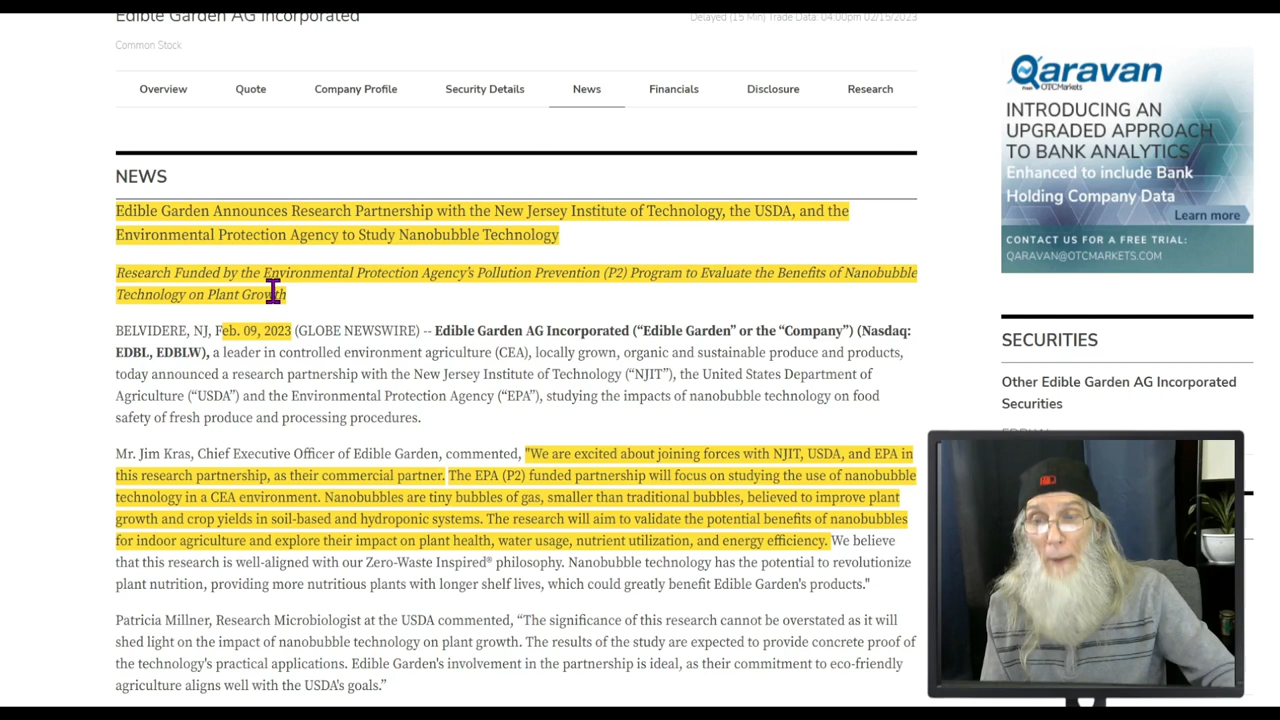 Edible Garden AG Incorporated
Delayed (15 Min) Trade Data: 04:00pm 02/15/2023
Common Stock
Overview Quote Company Profile Security Details News Financials Disclosure Research
NEWS
Edible Garden Announces Research Partnership with the New Jersey Institute of Technology, the USDA, and the
Environmental Protection Agency to Study Nanobubble Technology
Research Funded by the Environmental Protection Agency's Pollution Prevention (P2) Program to Evaluate the Benefits of Nanobubble
Technology on Plant Growth
BELVIDERE, NJ, Feb. 09, 2023 (GLOBE NEWSWIRE) -- Edible Garden AG Incorporated (“Edible Garden” or the “Company”) (Nasdaq:
EDBL, EDBLW), a leader in controlled environment agriculture (CEA), locally grown, organic and sustainable produce and products,
today announced a research partnership with the New Jersey Institute of Technology (“NJIT”), the United States Department of
Agriculture (“USDA”) and the Environmental Protection Agency (“EPA”), studying the impacts of nanobubble technology on food
safety of fresh produce and processing procedures.
Mr. Jim Kras, Chief Executive Officer of Edible Garden, commented, "We are excited about joining forces with NJIT, USDA, and EPA in
this research partnership, as their commercial partner. The EPA (P2) funded partnership will focus on studying the use of nanobubble
technology in a CEA environment. Nanobubbles are tiny bubbles of gas, smaller than traditional bubbles, believed to improve plant
growth and crop yields in soil-based and hydroponic systems. The research will aim to validate the potential benefits of nanobubbles
for indoor agriculture and explore their impact on plant health, water usage, nutrient utilization, and energy efficiency. We believe
that this research is well-aligned with our Zero-Waste Inspired® philosophy. Nanobubble technology has the potential to revolutionize
plant nutrition, providing more nutritious plants with longer shelf lives, which could greatly benefit Edible Garden's products."
Patricia Millner, Research Microbiologist at the USDA commented, “The significance of this research cannot be overstated as it will
shed light on the impact of nanobubble technology on plant growth. The results of the study are expected to provide concrete proof of
the technology's practical applications. Edible Garden's involvement in the partnership is ideal, as their commitment to eco-friendly
agriculture aligns well with the USDA's goals.”
Qaravan
From OTCMarkets
INTRODUCING AN
UPGRADED APPROACH
TO BANK ANALYTICS
Enhanced to include Bank
Holding Company Data
Learn more
CONTACT US FOR A FREE TRIAL:
QARAVAN@OTCMARKETS.COM
SECURITIES
Other Edible Garden AG Incorporated
Securities